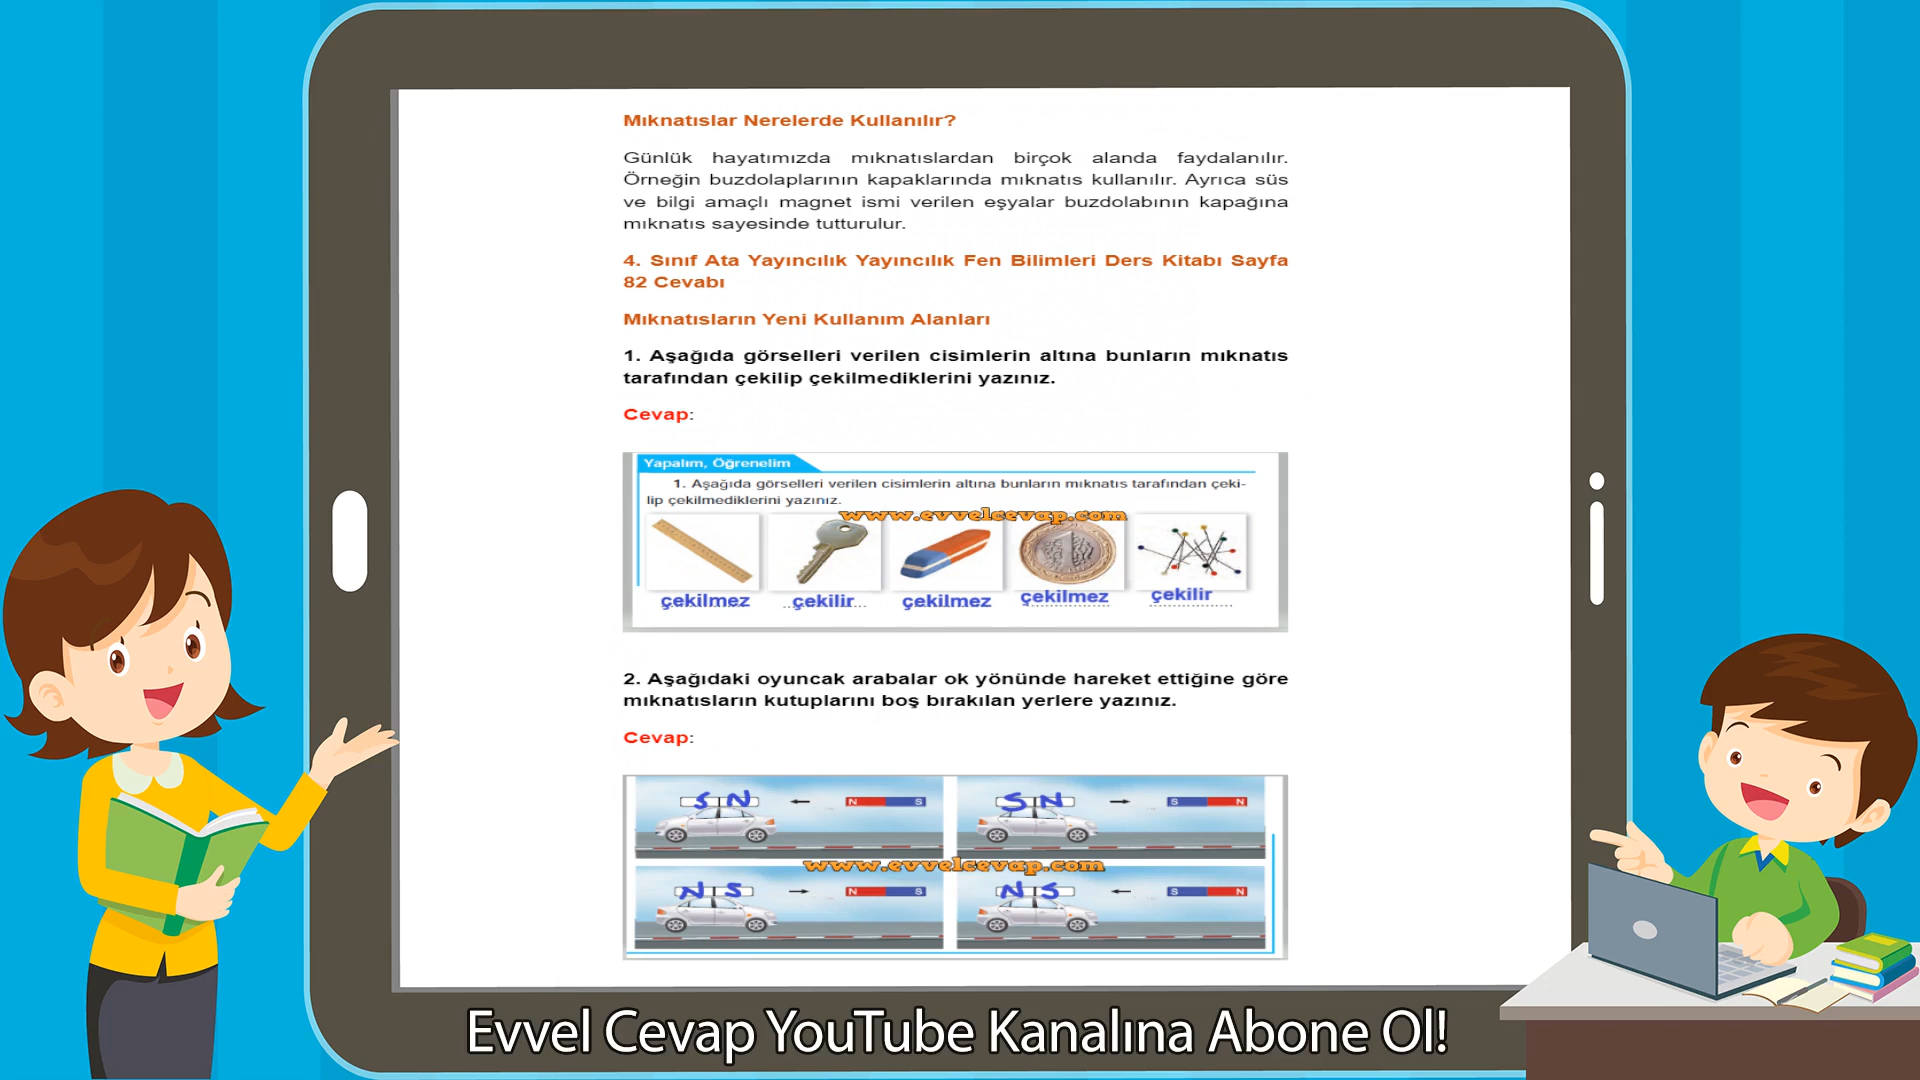 Mıknatıslar Nerelerde Kullanılır?
Günlük hayatımızda mıknatıslardan birçok alanda faydalanılır.
Örneğin buzdolaplarının kapaklarında mıknatıs kullanılır. Ayrıca süs
ve bilgi amaçlı magnet ismi verilen eşyalar buzdolabının kapağına
mıknatıs sayesinde tutturulur.
4. Sınıf Ata Yayıncılık Yayıncılık Fen Bilimleri Ders Kitabı Sayfa
82 Cevabı
Mıknatısların Yeni Kullanım Alanları
1. Aşağıda görselleri verilen cisimlerin altına bunların mıknatıs
tarafından çekilip çekilmediklerini yazınız.
Cevap:
Yapalım, Öğrenelim
1. Aşağıda görselleri verilen cisimlerin altına bunların mıknatıs tarafından çeki-
lip çekilmediklerini yazınız.
www.evvelcevap.com
1
çekilmez çekilir çekilmez çekilmez çekilir
2. Aşağıdaki oyuncak arabalar ok yönünde hareket ettiğine göre
mıknatısların kutuplarını boş bırakılan yerlere yazınız.
Cevap:
S N N S S N S N
www.evvelcevap.com
N S N S N S S N
Evvel Cevap YouTube Kanalına Abone Ol!